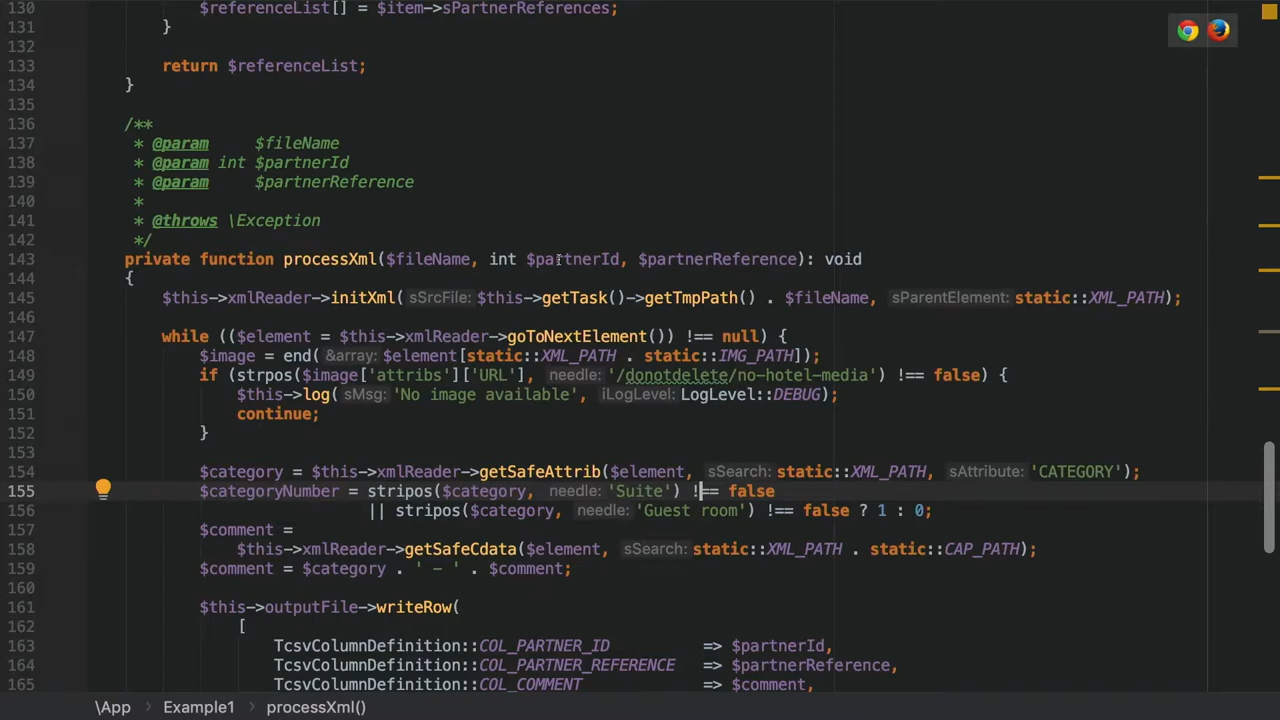 130 $referenceList[] = $item->sPartnerReferences;
131 }
132
133 return $referenceList;
134 }
135
136 /**
137 * @param $fileName
138 * @param int $partnerId
139 * @param $partnerReference
140 *
141 * @throws \Exception
142 */
143 private function processXml($fileName, int $partnerId, $partnerReference): void
144 {
145 $this->xmlReader->initXml( sSrcFile: $this->getTask()->getTmpPath() . $fileName, sParentElement: static::XML_PATH);
146
147 while (($element = $this->xmlReader->goToNextElement()) !== null) {
148 $image = end( &array: $element[static::XML_PATH . static::IMG_PATH]);
149 if (strpos($image['attribs']['URL'], needle: '/donotdelete/no-hotel-media') !== false) {
150 $this->log( sMsg: 'No image available', iLogLevel: LogLevel::DEBUG);
151 continue;
152 }
153
154 $category = $this->xmlReader->getSafeAttrib($element, sSearch: static::XML_PATH, sAttribute: 'CATEGORY');
155 $categoryNumber = stripos($category, needle: 'Suite') !== false
156 || stripos($category, needle: 'Guest room') !== false ? 1 : 0;
157 $comment =
158 $this->xmlReader->getSafeCdata($element, sSearch: static::XML_PATH . static::CAP_PATH);
159 $comment = $category . ' - ' . $comment;
160
161 $this->outputFile->writeRow(
162 [
163 TcsvColumnDefinition::COL_PARTNER_ID => $partnerId,
164 TcsvColumnDefinition::COL_PARTNER_REFERENCE => $partnerReference,
165 TcsvColumnDefinition::COL_COMMENT => $comment,
\App › Example1 › processXml()